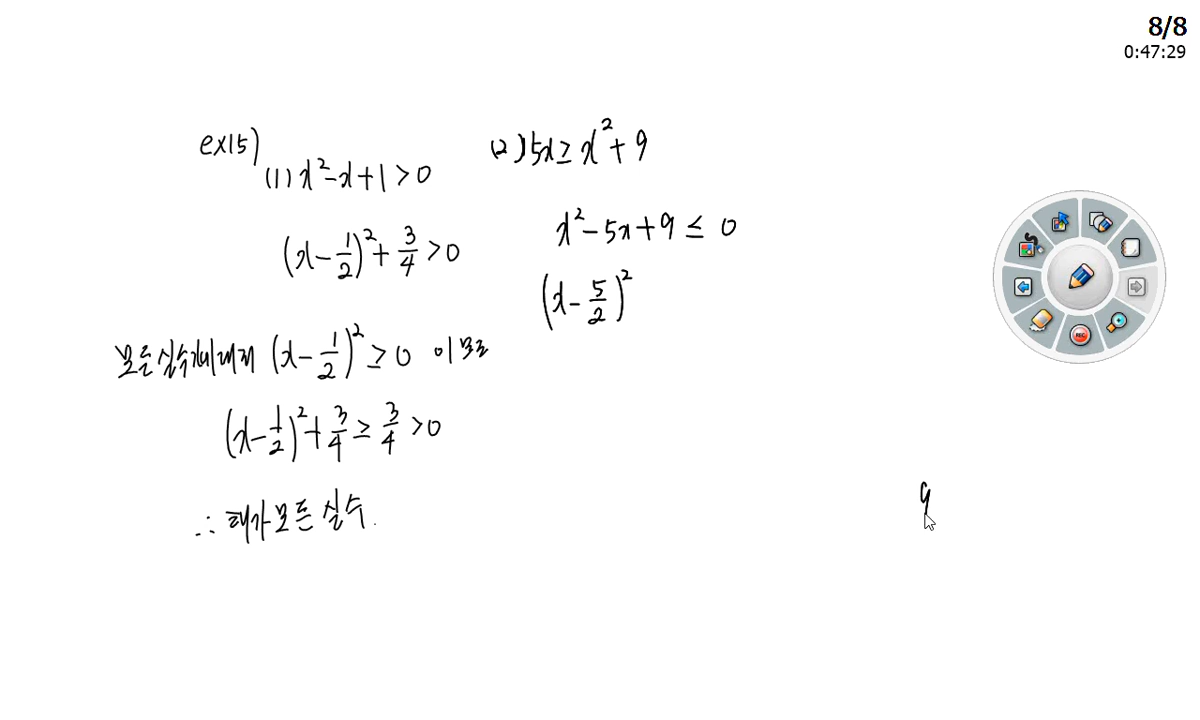 8/8
0:47:29
ex15)
(1) x²-x+1>0
(x-1/2)²+3/4>0
모든 실수 x에 대해 (x-1/2)²≥0 이므로
(x-1/2)²+3/4≥3/4>0
∴ 해가 모든 실수.
(2) 5x≥x²+9
x²-5x+9≤0
(x-5/2)²
9
REC